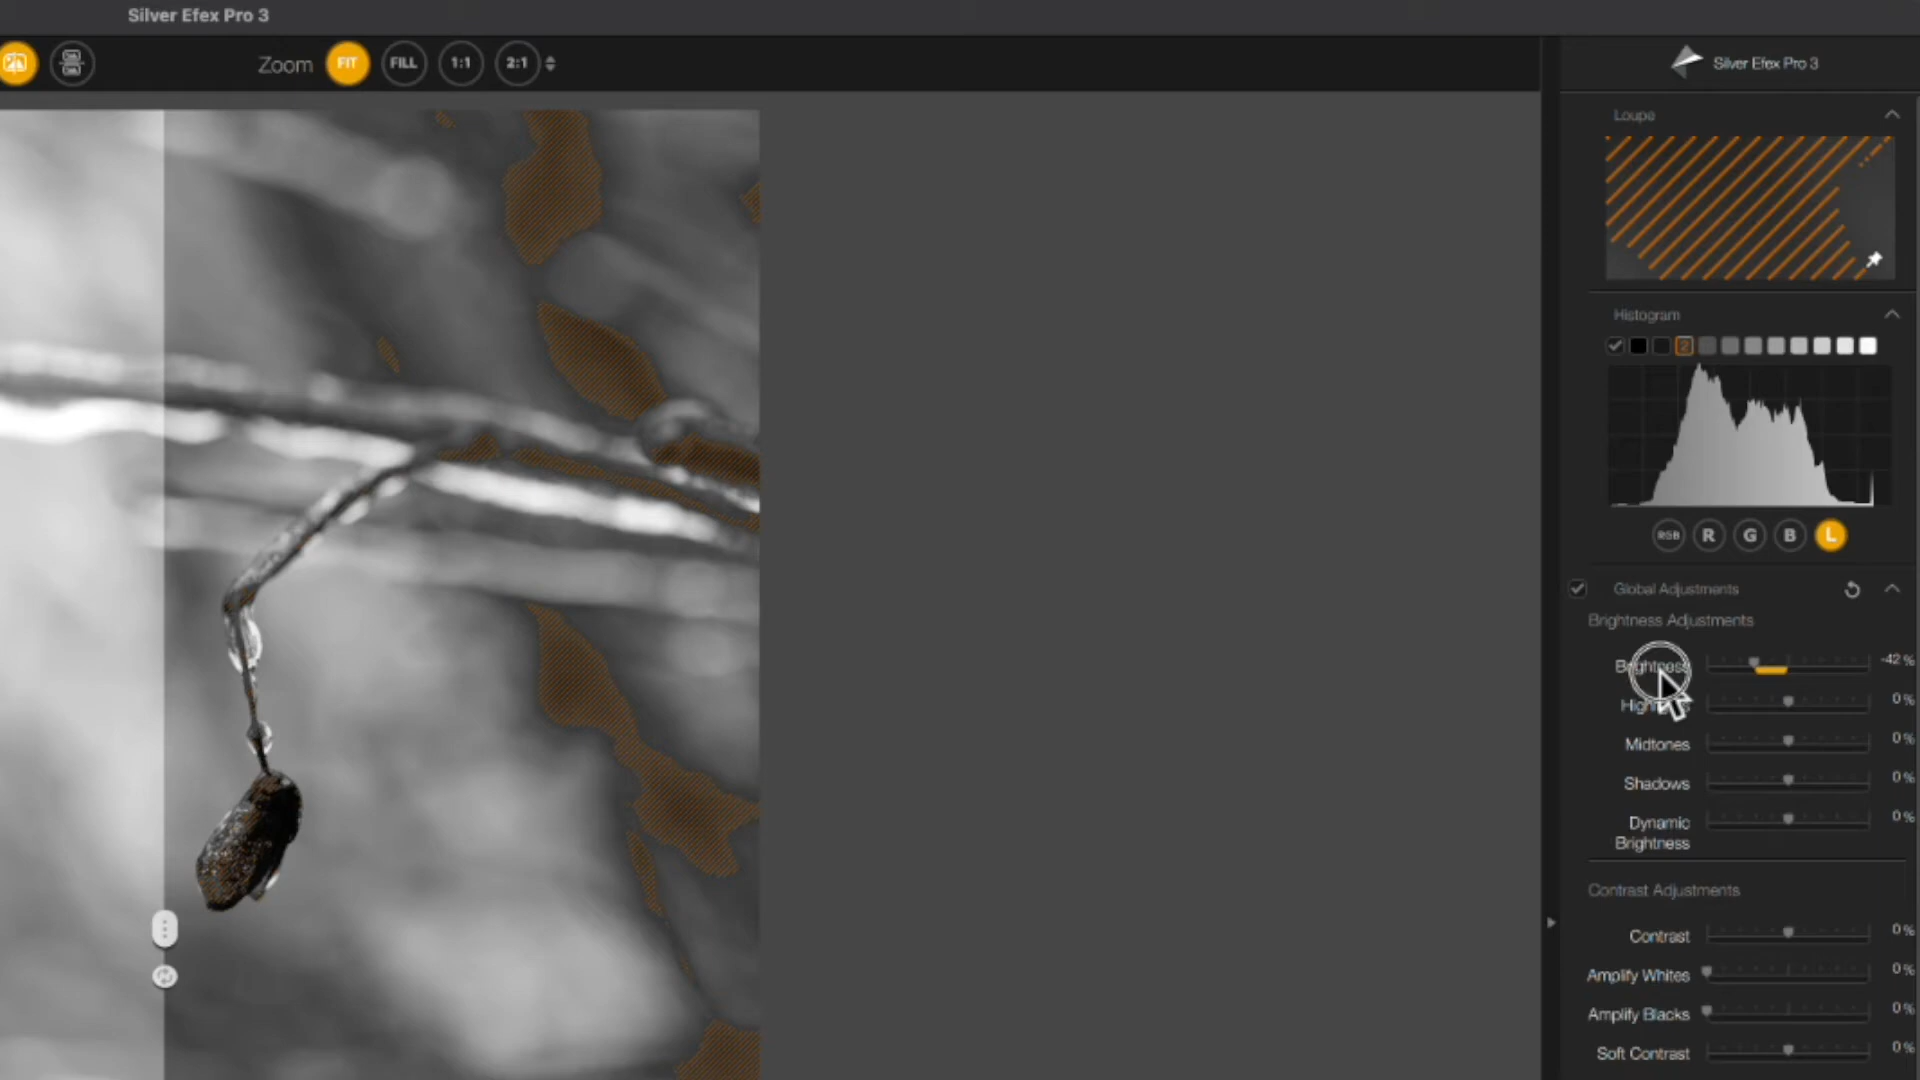 Silver Efex Pro 3
Zoom FIT FILL 1:1 2:1
Silver Efex Pro 3
Loupe
Histogram
2
RGB R G B L
Global Adjustments
Brightness Adjustments
Brightness -42 %
0 %
Midtones 0 %
Shadows 0 %
Dynamic Brightness 0 %
Contrast Adjustments
Contrast 0 %
Amplify Whites 0 %
Amplify Blacks 0 %
Soft Contrast 0 %